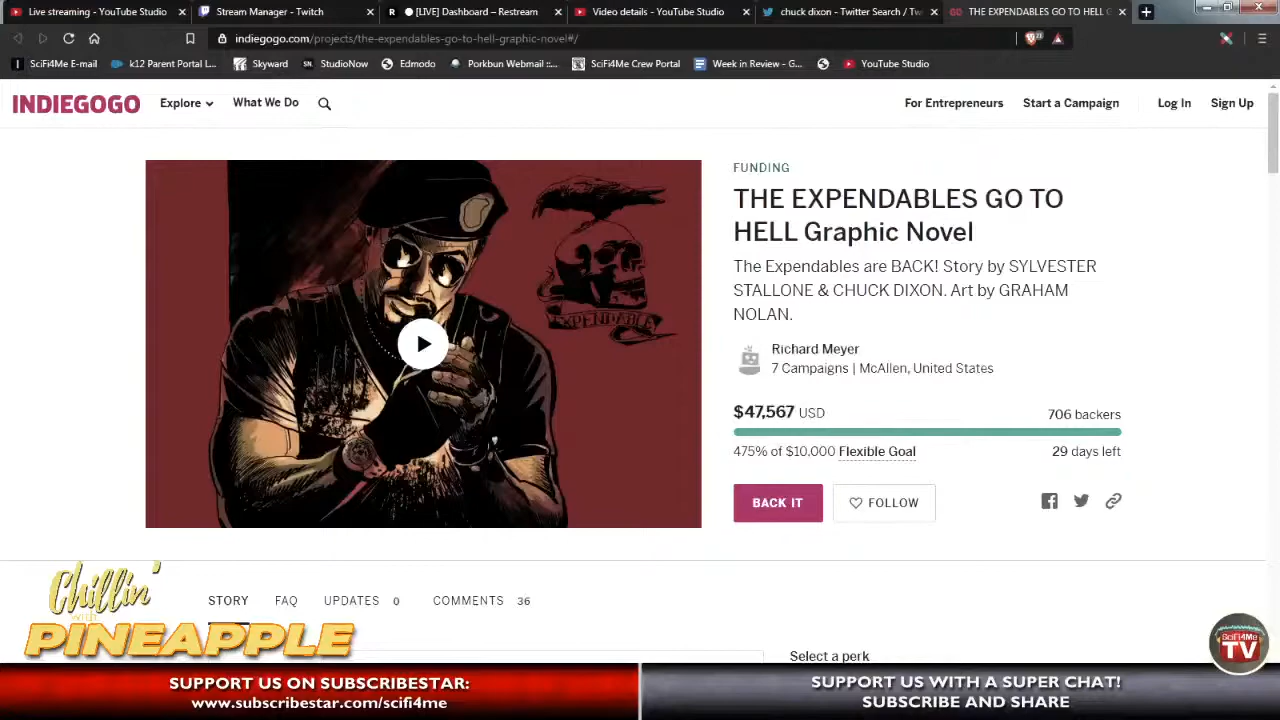 Live streaming - YouTube Studio
Stream Manager - Twitch
R
[LIVE] Dashboard – Restream
Video details - YouTube Studio
chuck dixon - Twitter Search / Tw
THE EXPENDABLES GO TO HELL G
indiegogo.com/projects/the-expendables-go-to-hell-graphic-novel#/
SciFi4Me E-mail
k12 Parent Portal L...
Skyward
SN StudioNow
Edmodo
Porkbun Webmail ::...
SciFi4Me Crew Portal
Week in Review - G...
YouTube Studio
INDIEGOGO
Explore
What We Do
For Entrepreneurs
Start a Campaign
Log In
Sign Up
FUNDING
THE EXPENDABLES GO TO
HELL Graphic Novel
The Expendables are BACK! Story by SYLVESTER
STALLONE & CHUCK DIXON. Art by GRAHAM
NOLAN.
Richard Meyer
7 Campaigns | McAllen, United States
$47,567 USD
706 backers
475% of $10,000 Flexible Goal
29 days left
BACK IT
FOLLOW
EXPENDABLE
STORY
FAQ
UPDATES 0
COMMENTS 36
Select a perk
Chillin'
with
PINEAPPLE
SciFi4Me
TV
SUPPORT US ON SUBSCRIBESTAR:
www.subscribestar.com/scifi4me
SUPPORT US WITH A SUPER CHAT!
SUBSCRIBE AND SHARE